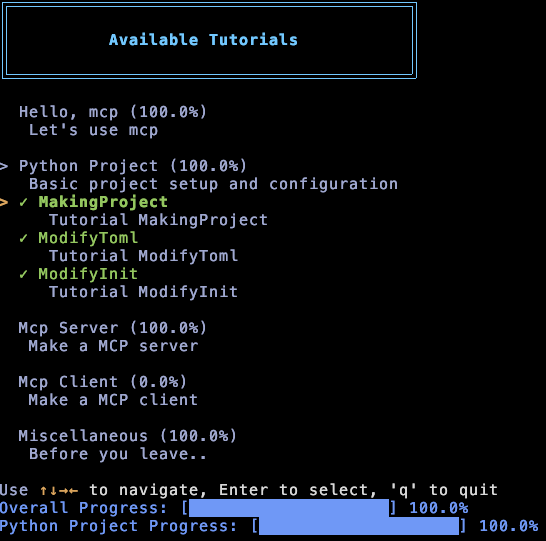 Available Tutorials
Hello, mcp (100.0%)
Let's use mcp
> Python Project (100.0%)
Basic project setup and configuration
> ✓ MakingProject
Tutorial MakingProject
✓ ModifyToml
Tutorial ModifyToml
✓ ModifyInit
Tutorial ModifyInit
Mcp Server (100.0%)
Make a MCP server
Mcp Client (0.0%)
Make a MCP client
Miscellaneous (100.0%)
Before you leave..
Use ↑↓→← to navigate, Enter to select, 'q' to quit
Overall Progress: [████████████████████] 100.0%
Python Project Progress: [████████████████████] 100.0%